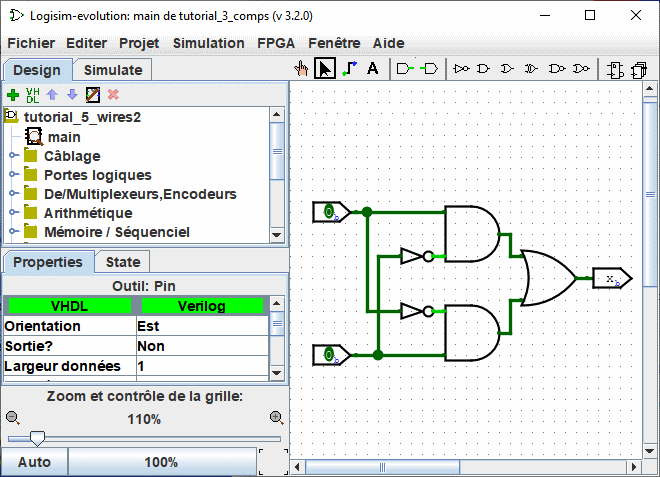 Logisim-evolution: main de tutorial_3_comps (v 3.2.0)
Fichier Editer Projet Simulation FPGA Fenêtre Aide
Design Simulate
A
VH
DL
tutorial_5_wires2
main
Câblage
Portes logiques
De/Multiplexeurs,Encodeurs
Arithmétique
Mémoire / Séquenciel
Properties State
Outil: Pin
VHDL Verilog
Orientation Est
Sortie? Non
Largeur données 1
Zoom et contrôle de la grille:
110%
Auto 100%
0
0
x